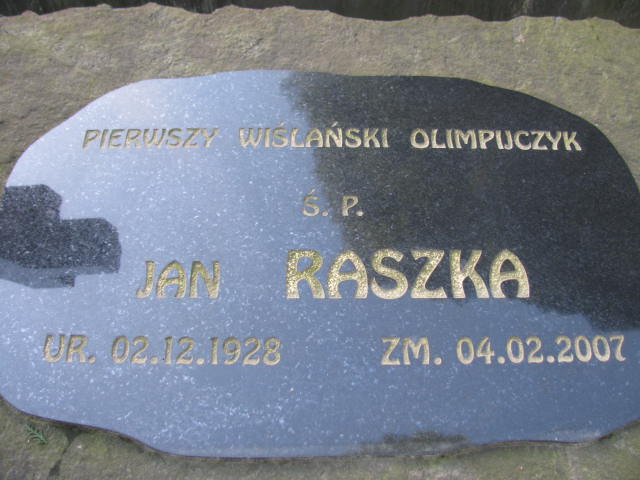 PIERWSZY WIŚLAŃSKI OLIMPIJCZYK
Ś. P.
JAN RASZKA
UR. 02.12.1928 ZM. 04.02.2007